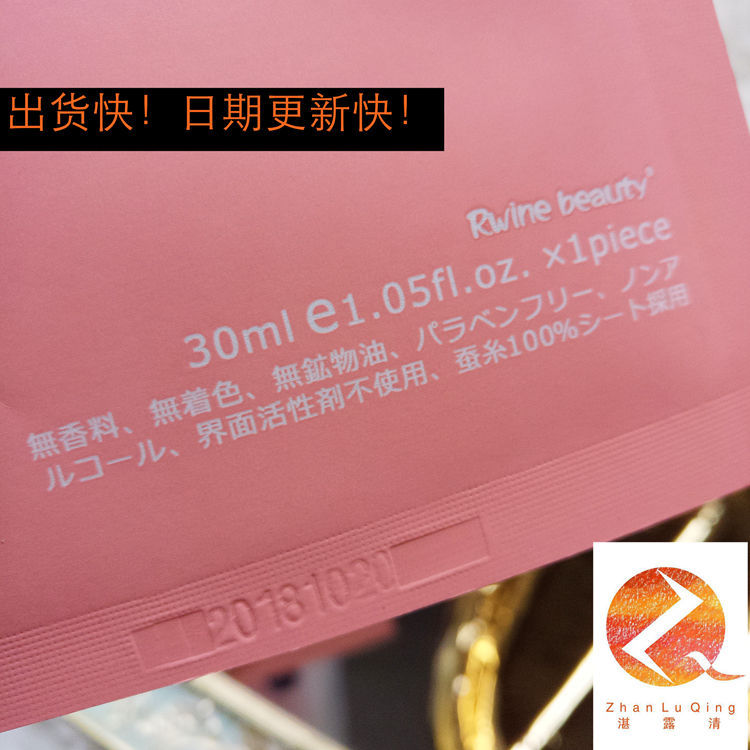 出货快！日期更新快！
Rwine beauty
30ml e1.05fl.oz. ×1piece
無香料、無着色、無鉱物油、パラベンフリー、ノンア
ルコール、界面活性剤不使用、蚕糸100%シート採用
20181020
Zhan Lu Qing
湛露清